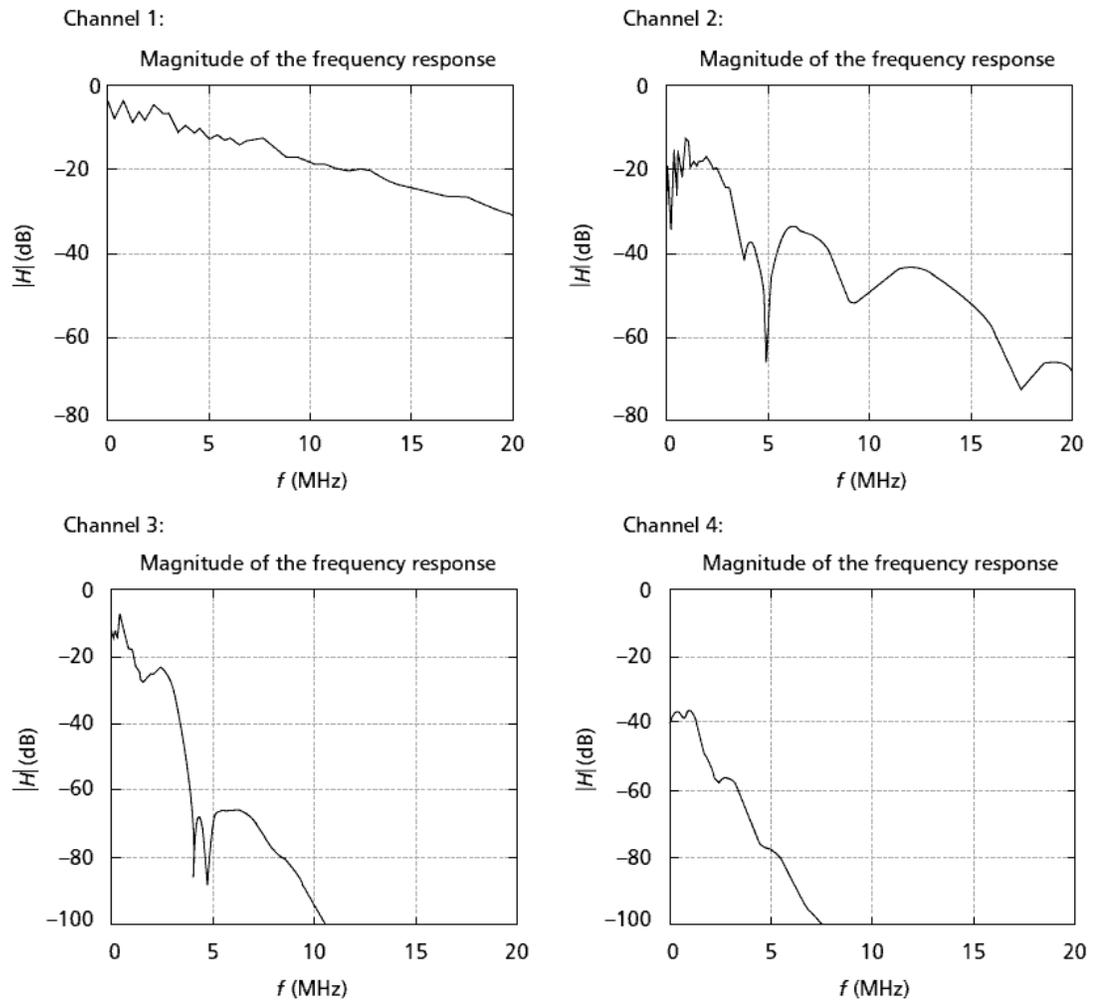 Channel 1:
Magnitude of the frequency response
0
–20
–40
–60
–80
|H|(dB)
0 5 10 15 20
f (MHz)
Channel 2:
Magnitude of the frequency response
0
–20
–40
–60
–80
|H|(dB)
0 5 10 15 20
f (MHz)
Channel 3:
Magnitude of the frequency response
0
–20
–40
–60
–80
–100
|H|(dB)
0 5 10 15 20
f (MHz)
Channel 4:
Magnitude of the frequency response
0
–20
–40
–60
–80
–100
|H|(dB)
0 5 10 15 20
f (MHz)